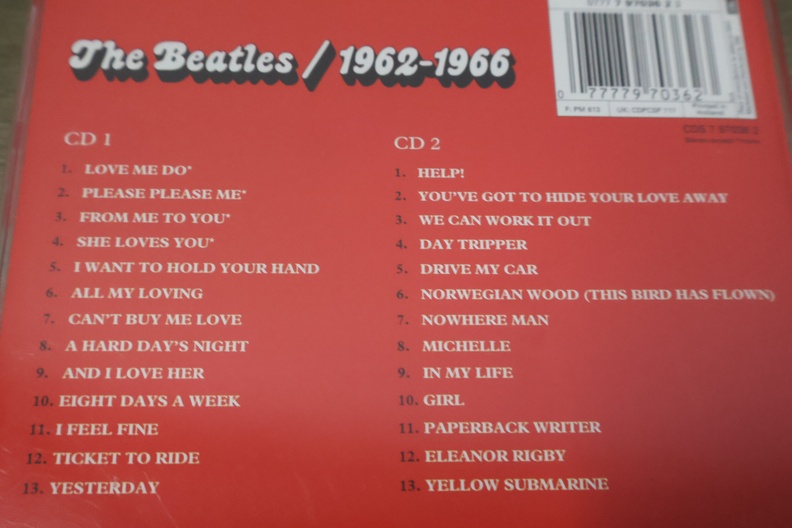 The Beatles / 1962-1966
0 77779 70362
F: PM 613
UK: CDPCSP 717
CD 1
1. LOVE ME DO*
2. PLEASE PLEASE ME*
3. FROM ME TO YOU*
4. SHE LOVES YOU*
5. I WANT TO HOLD YOUR HAND
6. ALL MY LOVING
7. CAN'T BUY ME LOVE
8. A HARD DAY'S NIGHT
9. AND I LOVE HER
10. EIGHT DAYS A WEEK
11. I FEEL FINE
12. TICKET TO RIDE
13. YESTERDAY
CD 2
1. HELP!
2. YOU'VE GOT TO HIDE YOUR LOVE AWAY
3. WE CAN WORK IT OUT
4. DAY TRIPPER
5. DRIVE MY CAR
6. NORWEGIAN WOOD (THIS BIRD HAS FLOWN)
7. NOWHERE MAN
8. MICHELLE
9. IN MY LIFE
10. GIRL
11. PAPERBACK WRITER
12. ELEANOR RIGBY
13. YELLOW SUBMARINE